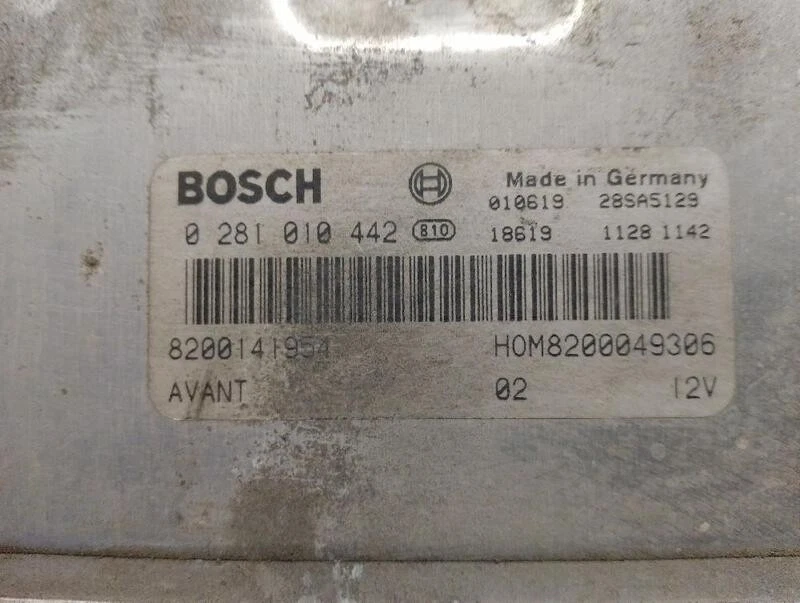 BOSCH Made in Germany
010619 28SA5129
0 281 010 442 810 18619 1128 1142
8200141954 HOM8200049306
AVANT 02 12V